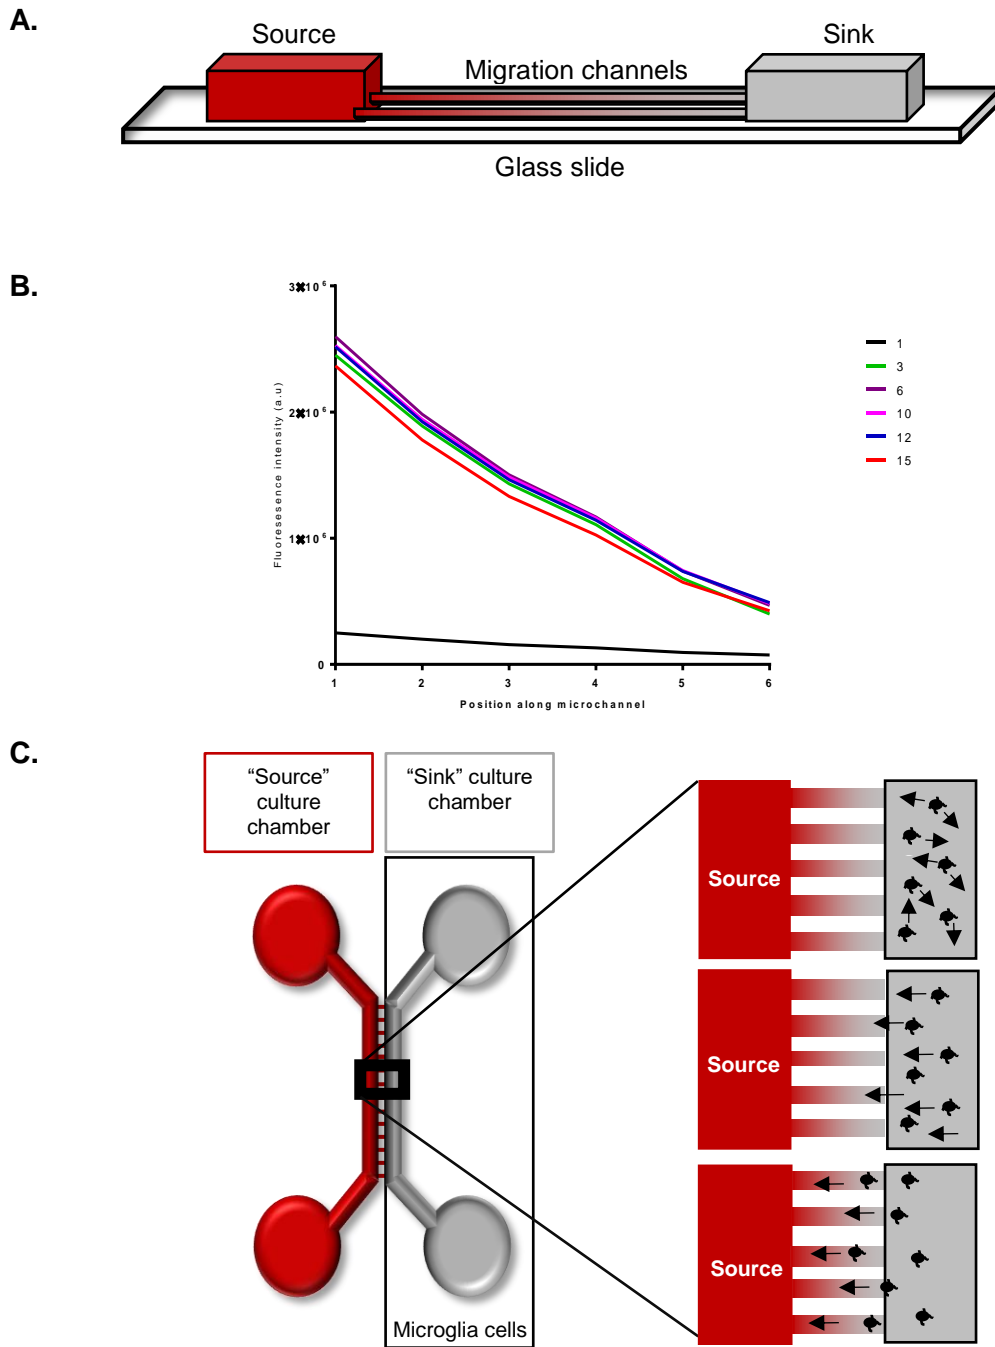 A.
Source
Sink
Migration channels
Glass slide
B.
3✖10⁶
2✖10⁶
1✖10⁶
0
Fluoresesence intensity (a.u)
1 2 3 4 5 6
Position along microchannel
1
3
6
10
12
15
C.
“Source”
culture
chamber
“Sink” culture
chamber
Microglia cells
Source
Source
Source